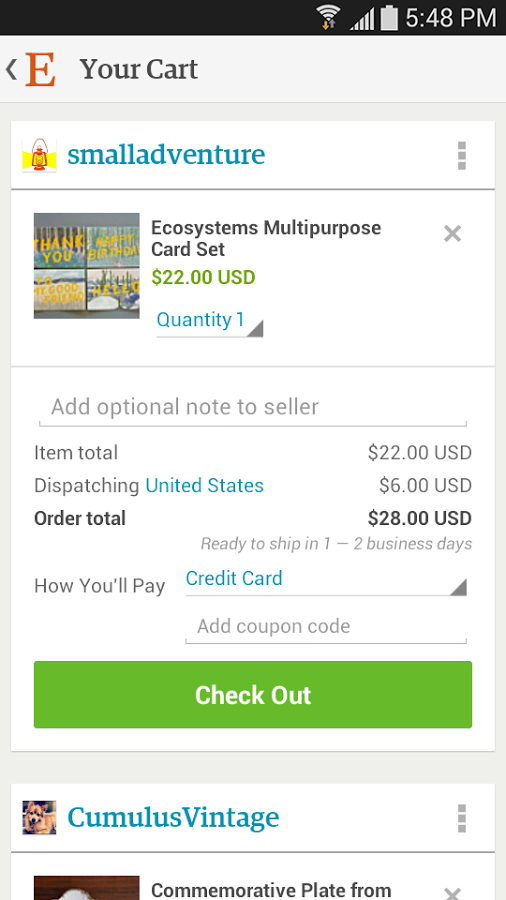 5:48 PM
E Your Cart
smalladventure
THANK YOU
HAPPY BIRTHDAY
TO MY GOOD FRIEND
HELLO
Ecosystems Multipurpose
Card Set
$22.00 USD
Quantity 1
Add optional note to seller
Item total $22.00 USD
Dispatching United States $6.00 USD
Order total $28.00 USD
Ready to ship in 1 — 2 business days
How You'll Pay Credit Card
Add coupon code
Check Out
CumulusVintage
Commemorative Plate from